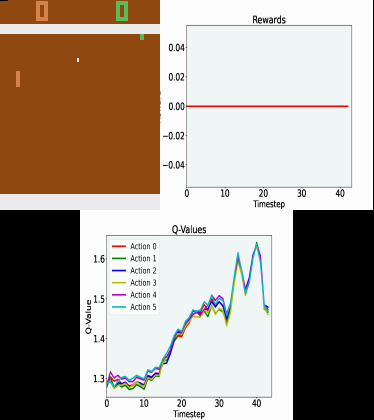 0 0
Rewards
0.04
0.02
0.00
−0.02
−0.04
0 10 20 30 40
Timestep
Q-Values
Q-Value
1.6
1.5
1.4
1.3
Action 0
Action 1
Action 2
Action 3
Action 4
Action 5
0 10 20 30 40
Timestep